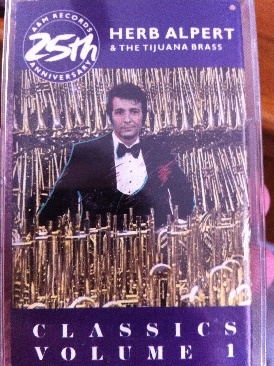 A&M RECORDS
25th
ANNIVERSARY
HERB ALPERT
& THE TIJUANA BRASS
CLASSICS
VOLUME 1